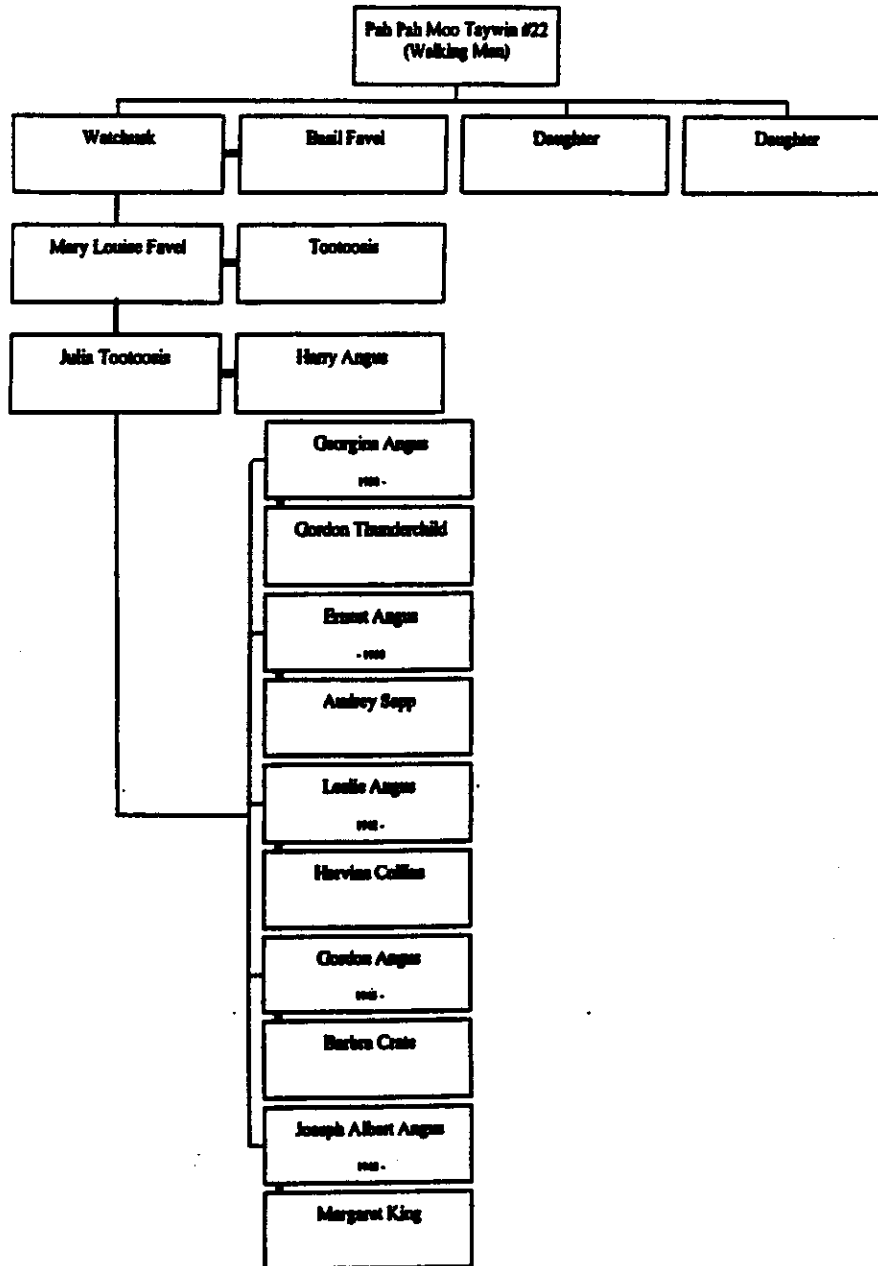 Pah Pah Moo Taywin #22
(Walking Man)
Watchusk
Basil Favel
Daughter
Daughter
Mary Louise Favel
Tootoosis
Julia Tootoosis
Harry Angus
Georgina Angus
Gordon Thunderchild
Ernest Angus
Audrey Sapp
Leslie Angus
Collins
Gordon Angus
Barbra Crate
Joseph Albert Angus
Margaret King